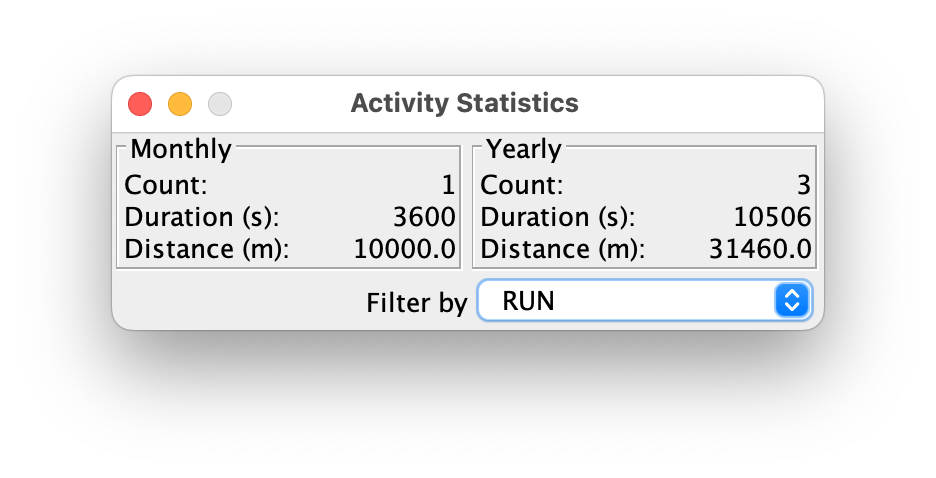 Activity Statistics
Monthly
Count: 1
Duration (s): 3600
Distance (m): 10000.0
Yearly
Count: 3
Duration (s): 10506
Distance (m): 31460.0
Filter by RUN